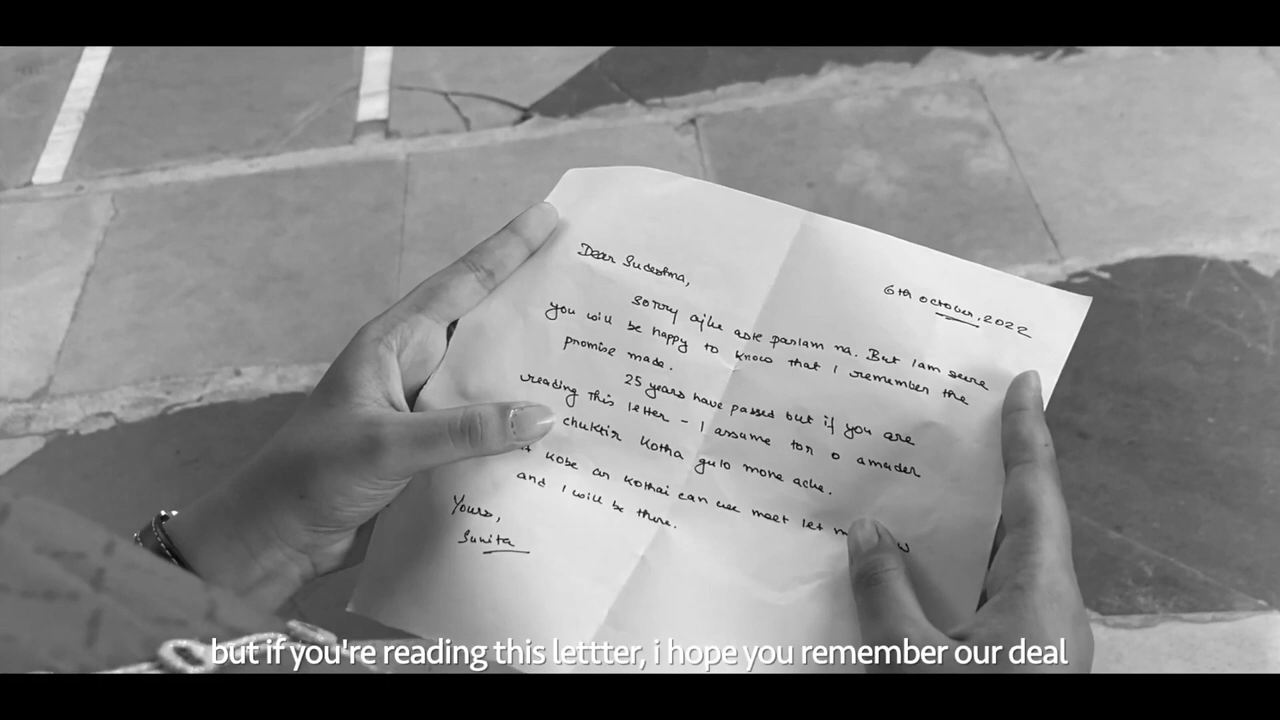 6th october, 2022
Dear Sudeshna,
sorry ajke aste parlam na. But I am sure
you will be happy to know that I remember the
promise made.
25 years have passed but if you are
reading this letter - I assume tor o amader
chuktir kotha gulo mone ache.
kobe ar kothai can we meet let
and I will be there.
Yours,
Sunita
but if you're reading this lettter, i hope you remember our deal